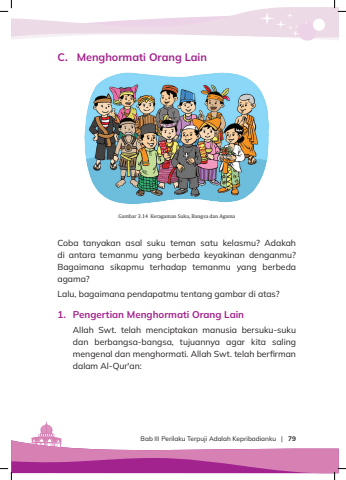 C. Menghormati Orang Lain
Gambar 3.14 Keragaman Suku, Bangsa dan Agama
Coba tanyakan asal suku teman satu kelasmu? Adakah
di antara temanmu yang berbeda keyakinan denganmu?
Bagaimana sikapmu terhadap temanmu yang berbeda
agama?
Lalu, bagaimana pendapatmu tentang gambar di atas?
1. Pengertian Menghormati Orang Lain
Allah Swt. telah menciptakan manusia bersuku-suku
dan berbangsa-bangsa, tujuannya agar kita saling
mengenal dan menghormati. Allah Swt. telah berfirman
dalam Al-Qur'an:
Bab III Perilaku Terpuji Adalah Kepribadianku | 79